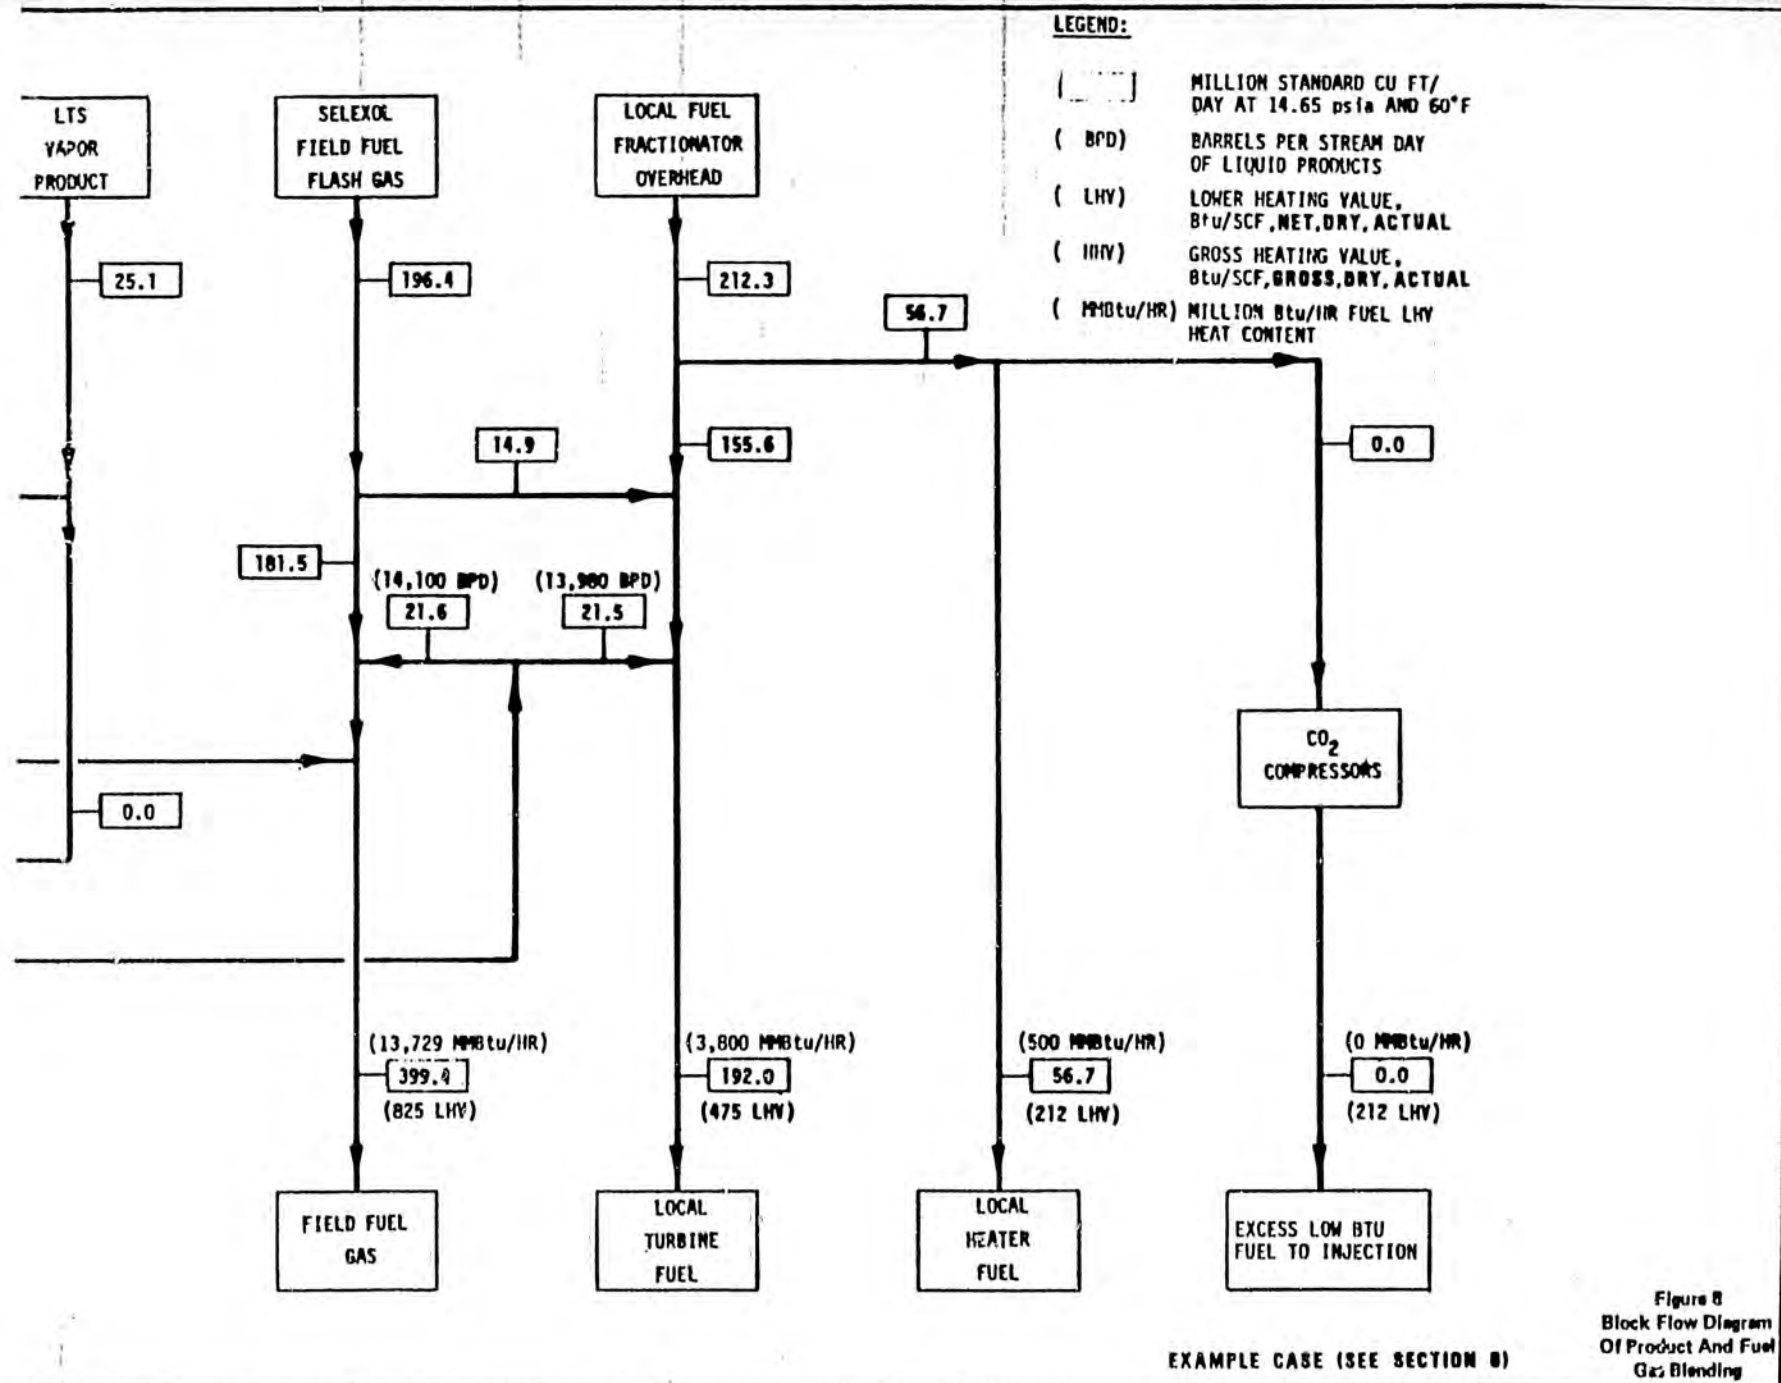 LEGEND:
MILLION STANDARD CU FT/
DAY AT 14.65 psia AND 60°F
( BPD) BARRELS PER STREAM DAY
OF LIQUID PRODUCTS
( LHV) LOWER HEATING VALUE,
Btu/SCF,NET,DRY,ACTUAL
( HHV) GROSS HEATING VALUE,
Btu/SCF,GROSS,DRY,ACTUAL
( MMBtu/HR) MILLION Btu/HR FUEL LHV
HEAT CONTENT
LTS
VAPOR
PRODUCT
SELEXOL
FIELD FUEL
FLASH GAS
LOCAL FUEL
FRACTIONATOR
OVERHEAD
25.1
196.4
212.3
56.7
14.9
155.6
0.0
181.5
(14,100 BPD)
21.6
(13,980 BPD)
21.5
CO2
COMPRESSORS
0.0
(13,729 MMBtu/HR)
(825 LHV)
(3,800 MMBtu/HR)
192.0
(475 LHV)
(500 MMBtu/HR)
56.7
(212 LHV)
(0 MMBtu/HR)
0.0
(212 LHV)
FIELD FUEL
GAS
LOCAL
TURBINE
FUEL
LOCAL
HEATER
FUEL
EXCESS LOW BTU
FUEL TO INJECTION
EXAMPLE CASE (SEE SECTION 8)
Figure 8
Block Flow Diagram
Of Product And Fuel
Gas Blending